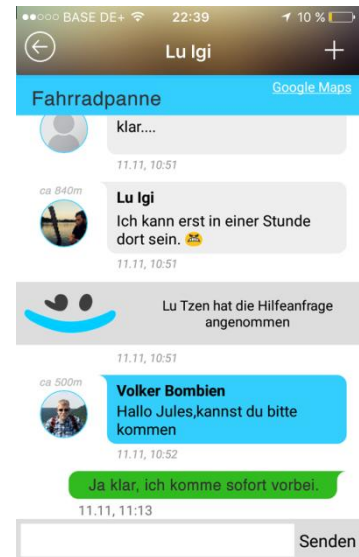 BASE DE+ 22:39 10 %
Lu Igi
+
Fahrradpanne
Google Maps
klar....
11.11, 10:51
ca 840m
Lu Igi
Ich kann erst in einer Stunde
dort sein. 😫
11.11, 10:51
Lu Tzen hat die Hilfeanfrage
angenommen
11.11, 10:51
ca 500m
Volker Bombien
Hallo Jules,kannst du bitte
kommen
11.11, 10:52
Ja klar, ich komme sofort vorbei.
11.11, 11:13
Senden